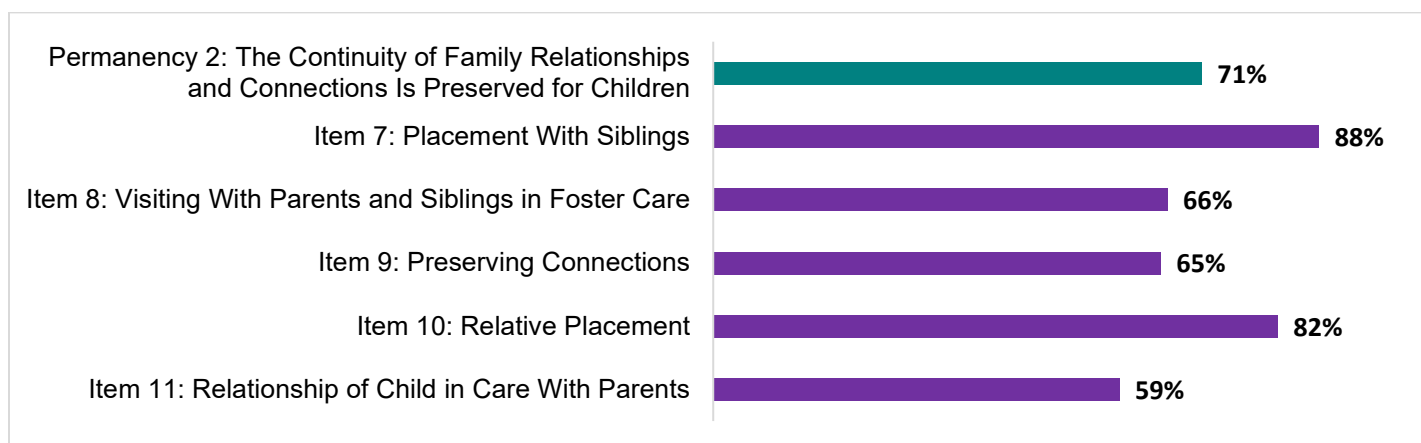 Permanency 2: The Continuity of Family Relationships
and Connections Is Preserved for Children
71%
Item 7: Placement With Siblings
88%
Item 8: Visiting With Parents and Siblings in Foster Care
66%
Item 9: Preserving Connections
65%
Item 10: Relative Placement
82%
Item 11: Relationship of Child in Care With Parents
59%